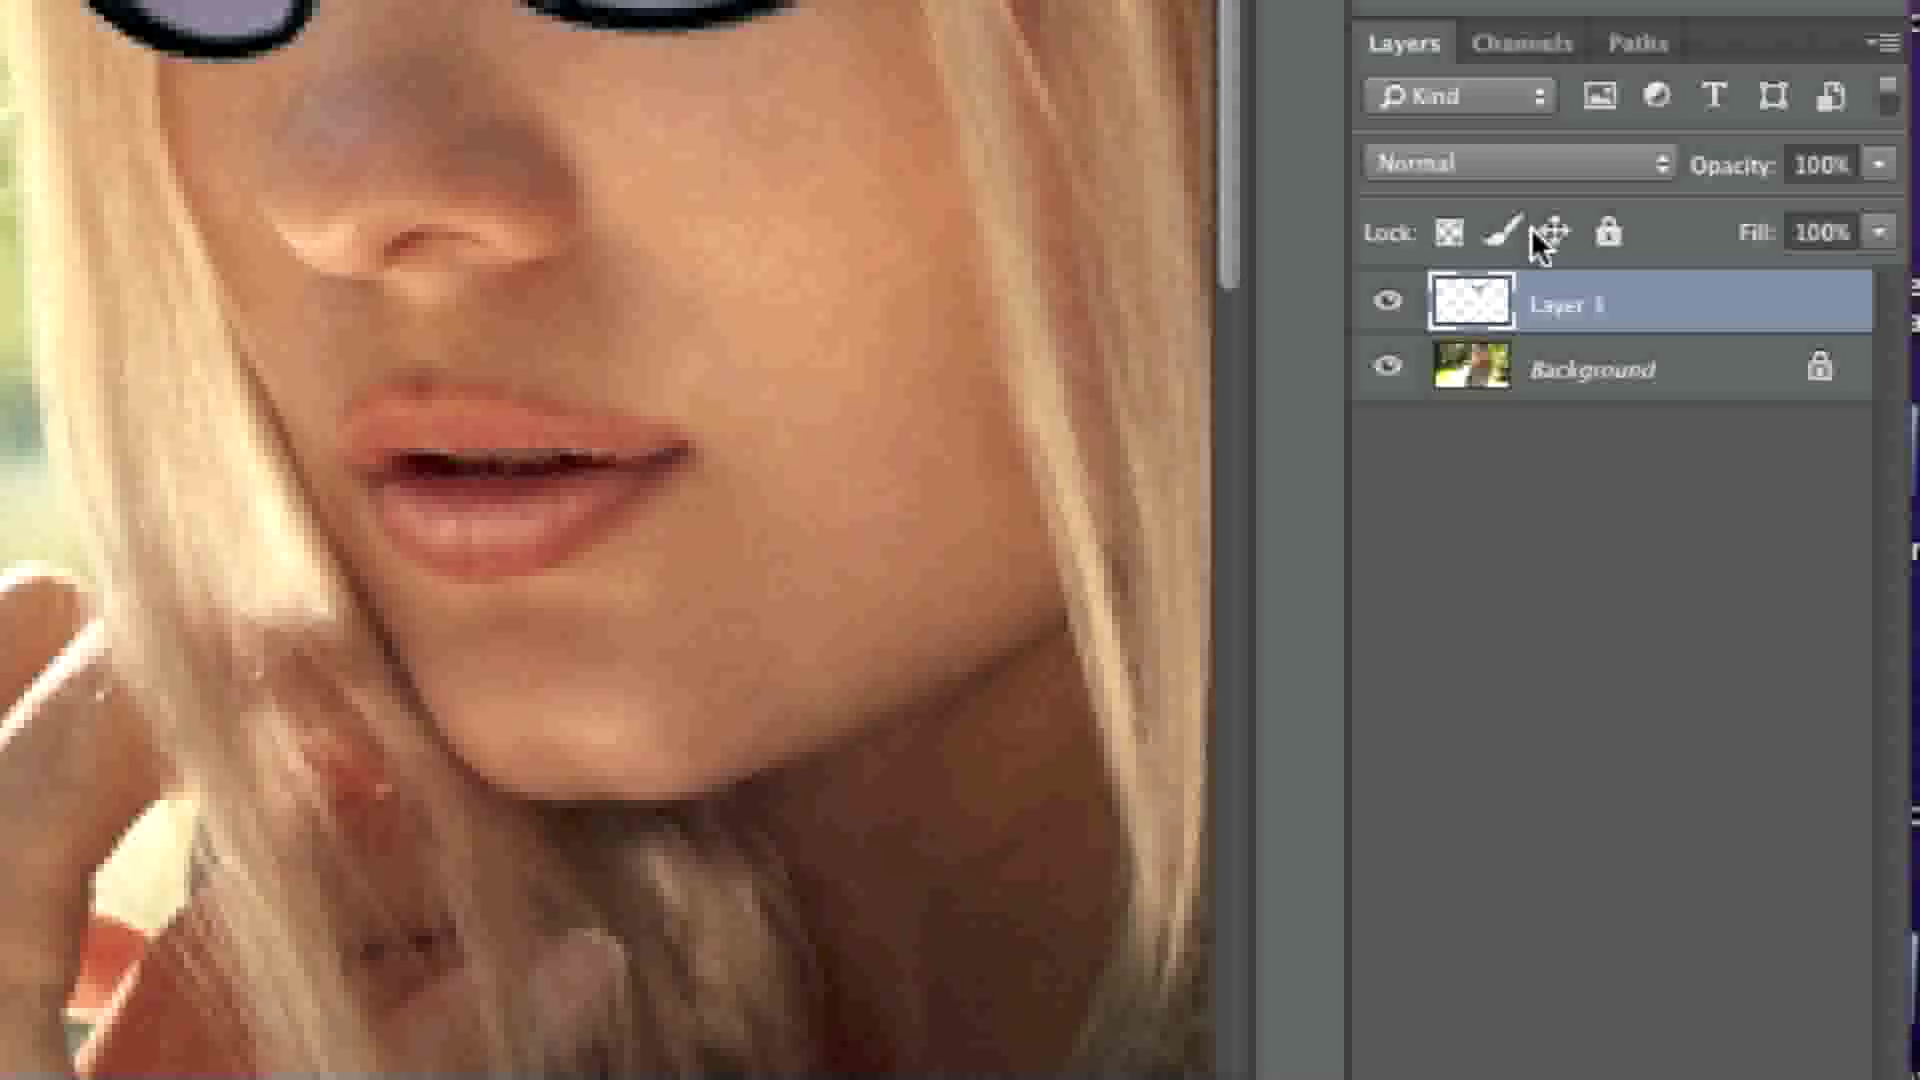 Layers Channels Paths
Kind
Normal Opacity: 100%
Lock: Fill: 100%
Layer 1
Background